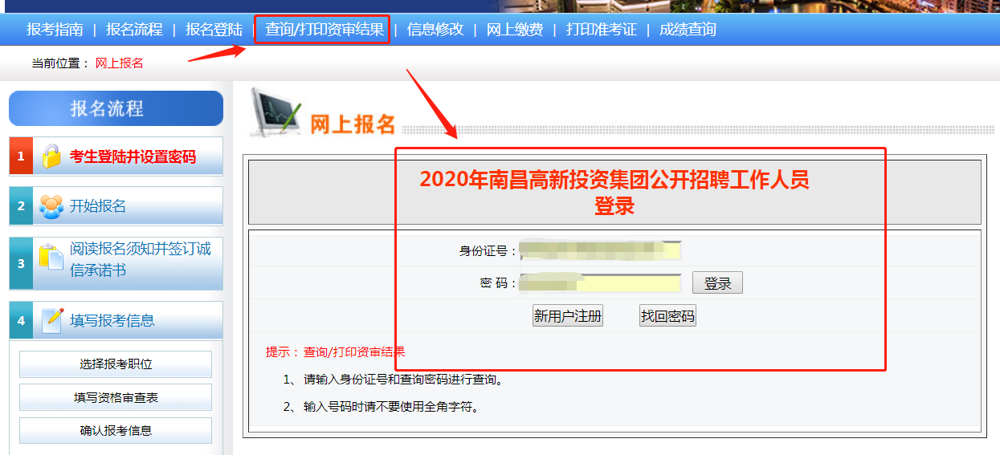 报考指南 | 报名流程 | 报名登陆 | 查询/打印资审结果 | 信息修改 | 网上缴费 | 打印准考证 | 成绩查询
当前位置： 网上报名
报名流程
1 考生登陆并设置密码
2 开始报名
3 阅读报名须知并签订诚
信承诺书
4 填写报考信息
选择报考职位
填写资格审查表
确认报考信息
网上报名
2020年南昌高新投资集团公开招聘工作人员
登录
身份证号：
密 码： 登录
新用户注册 找回密码
提示：查询/打印资审结果
1、 请输入身份证号和查询密码进行查询。
2、 输入号码时请不要使用全角字符。